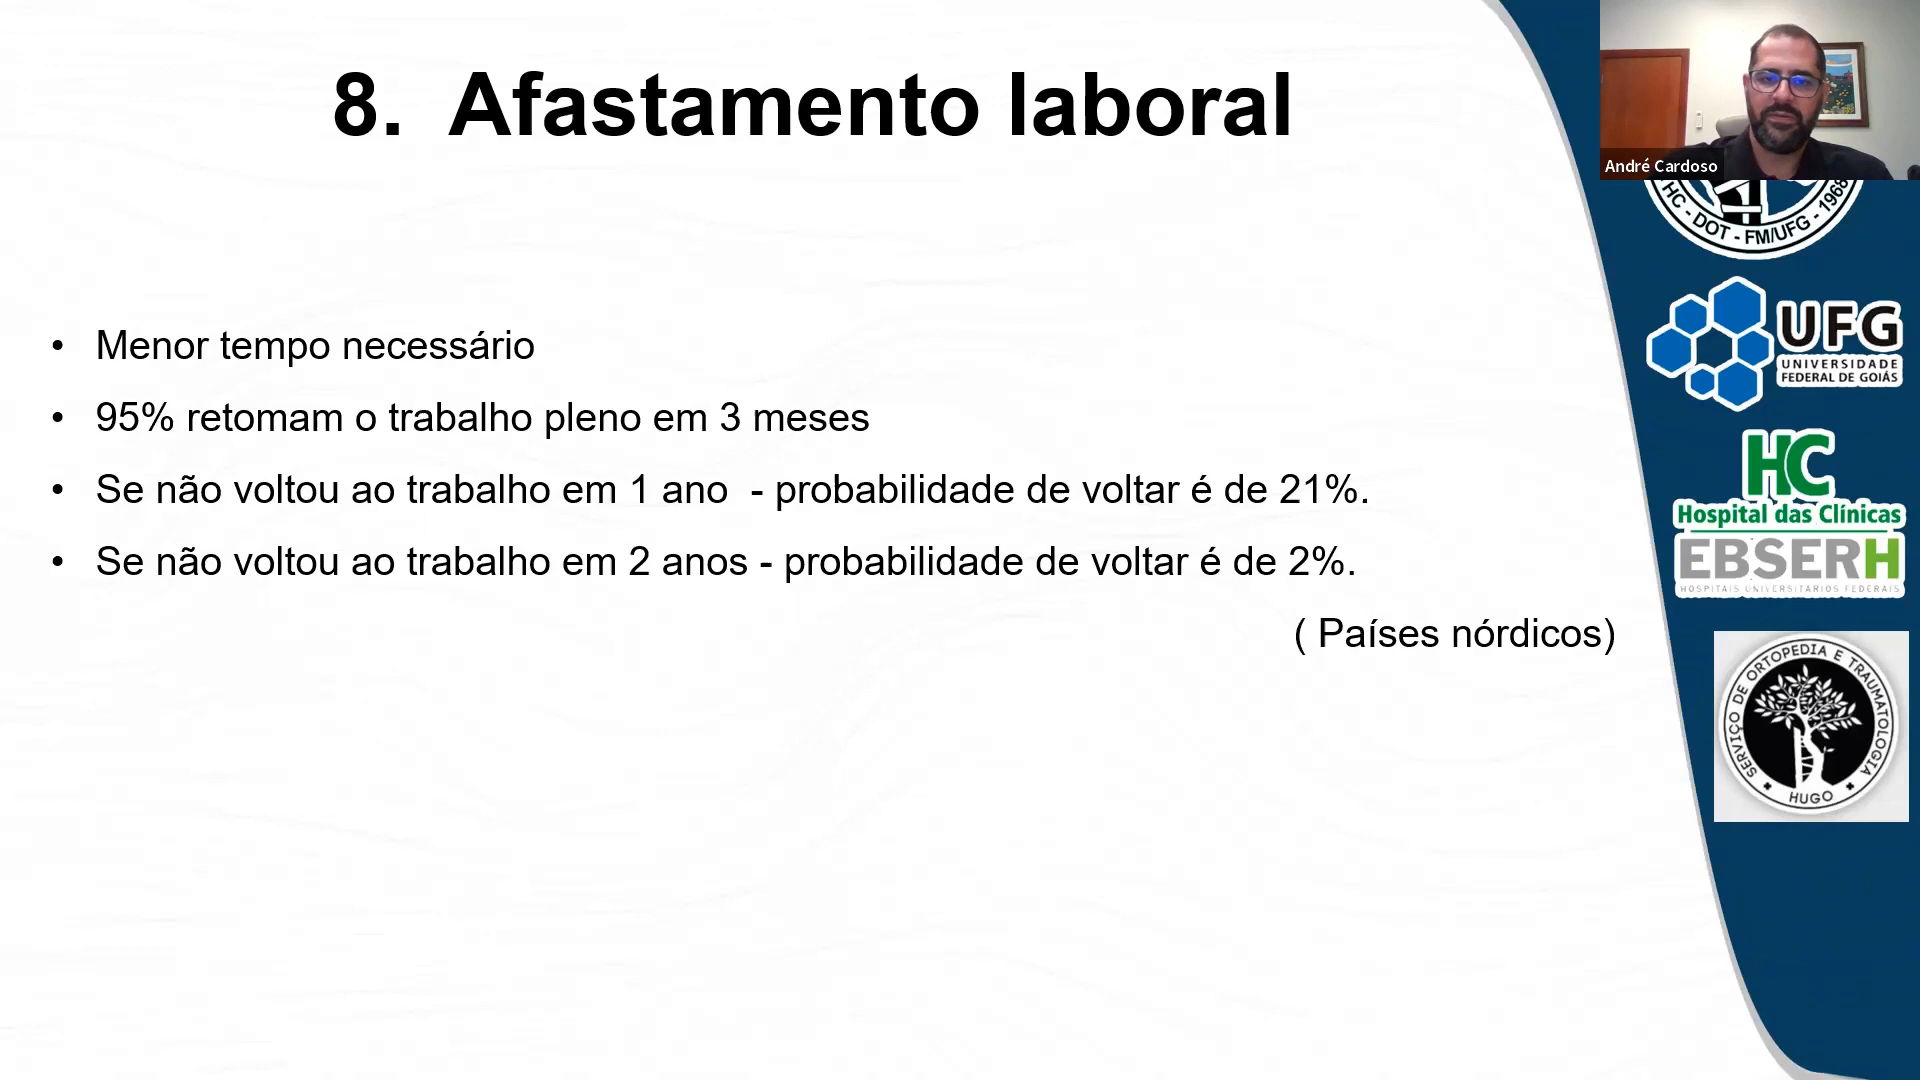 8. Afastamento laboral
• Menor tempo necessário
• 95% retomam o trabalho pleno em 3 meses
• Se não voltou ao trabalho em 1 ano - probabilidade de voltar é de 21%.
• Se não voltou ao trabalho em 2 anos - probabilidade de voltar é de 2%.
( Países nórdicos)
André Cardoso
HC - DOT - FM/UFG - 1968
UFG
UNIVERSIDADE
FEDERAL DE GOIÁS
HC
Hospital das Clínicas
EBSERH
HOSPITAIS UNIVERSITÁRIOS FEDERAIS
SERVIÇO DE ORTOPEDIA E TRAUMATOLOGIA
HUGO